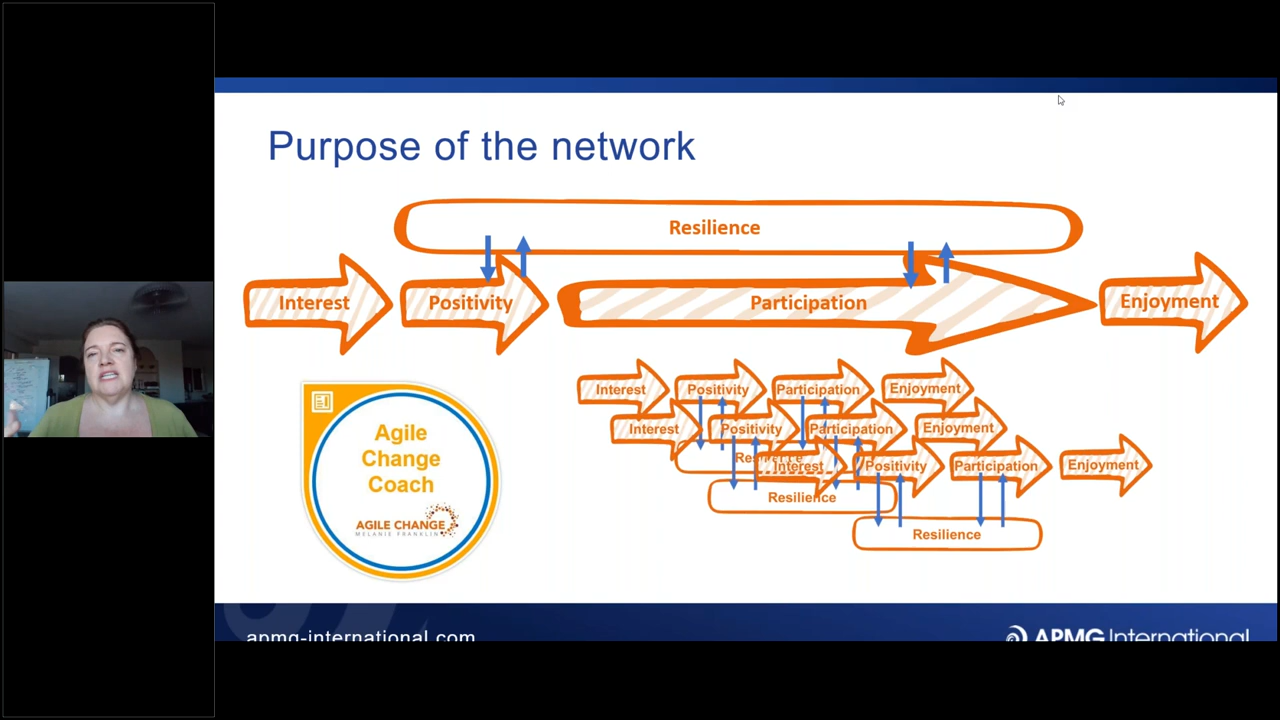 Purpose of the network
Resilience
Interest
Positivity
Participation
Enjoyment
Interest
Positivity
Participation
Enjoyment
Interest
Positivity
Participation
Enjoyment
Resilience
Interest
Positivity
Participation
Enjoyment
Resilience
Resilience
Agile
Change
Coach
AGILE CHANGE
MELANIE FRANKLIN
apmg-international.com
APMG International